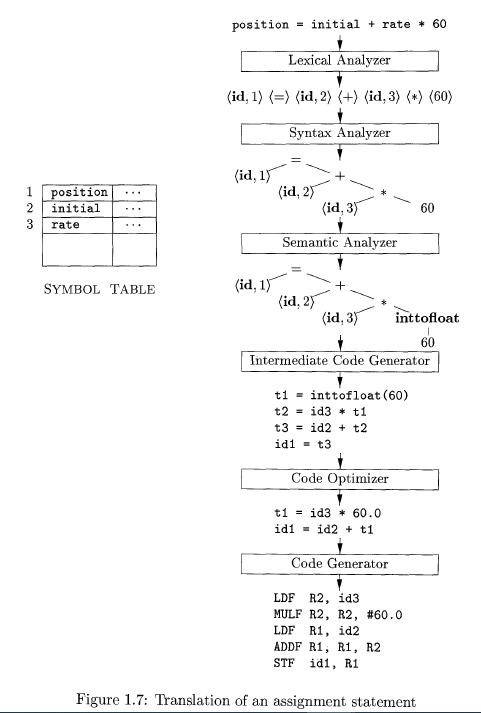 position = initial + rate * 60
Lexical Analyzer
⟨id, 1⟩ ⟨=⟩ ⟨id, 2⟩ ⟨+⟩ ⟨id, 3⟩ ⟨*⟩ ⟨60⟩
Syntax Analyzer
=
⟨id, 1⟩ +
⟨id, 2⟩ *
⟨id, 3⟩ 60
1 position ...
2 initial ...
3 rate ...
SYMBOL TABLE
Semantic Analyzer
=
⟨id, 1⟩ +
⟨id, 2⟩ *
⟨id, 3⟩ inttofloat
60
Intermediate Code Generator
t1 = inttofloat(60)
t2 = id3 * t1
t3 = id2 + t2
id1 = t3
Code Optimizer
t1 = id3 * 60.0
id1 = id2 + t1
Code Generator
LDF R2, id3
MULF R2, R2, #60.0
LDF R1, id2
ADDF R1, R1, R2
STF id1, R1
Figure 1.7: Translation of an assignment statement